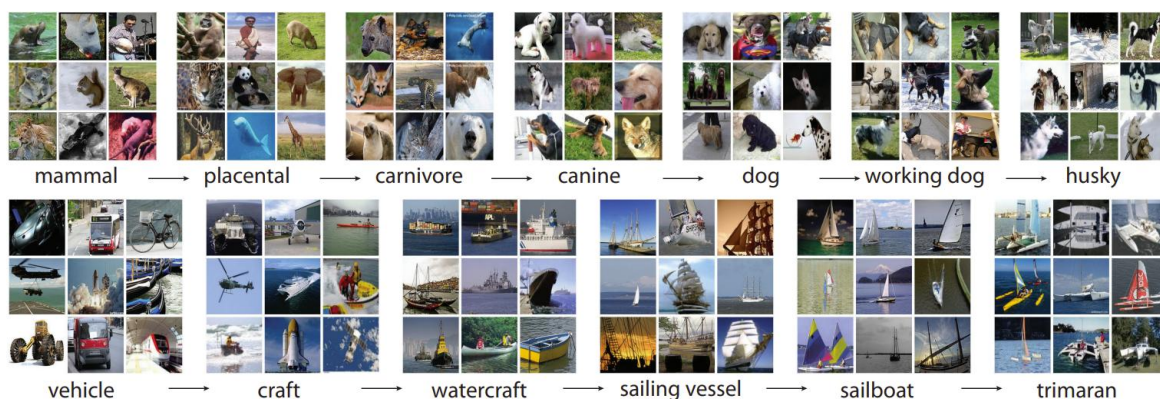 mammal → placental → carnivore → canine → dog → working dog → husky
vehicle → craft → watercraft → sailing vessel → sailboat → trimaran